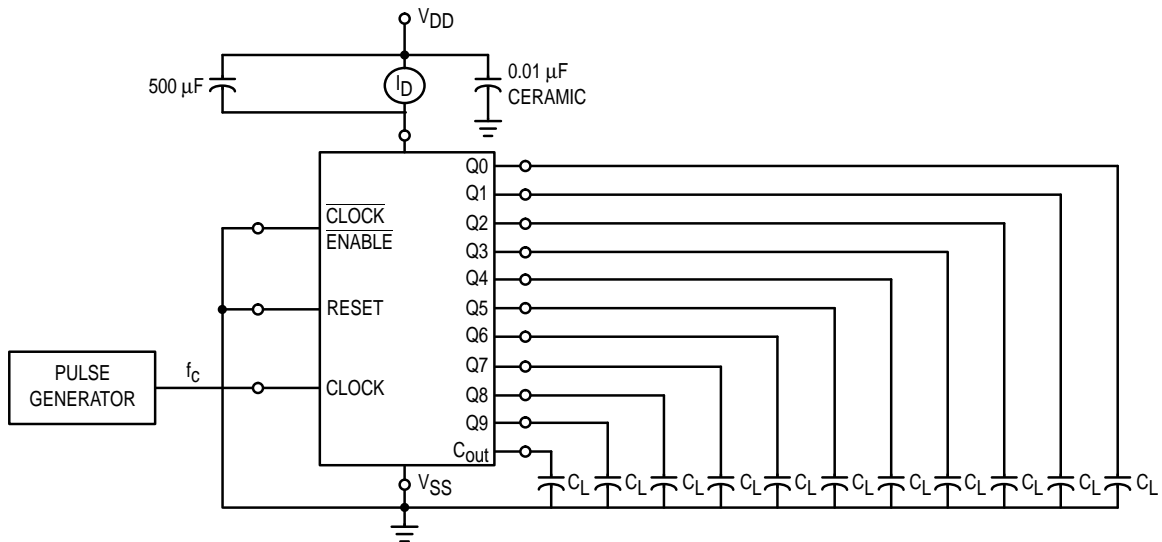 VDD
500 μF
ID
0.01 μF
CERAMIC
CLOCK
ENABLE
RESET
CLOCK
PULSE
GENERATOR
fc
Q0
Q1
Q2
Q3
Q4
Q5
Q6
Q7
Q8
Q9
Cout
VSS
CL
CL
CL
CL
CL
CL
CL
CL
CL
CL
CL